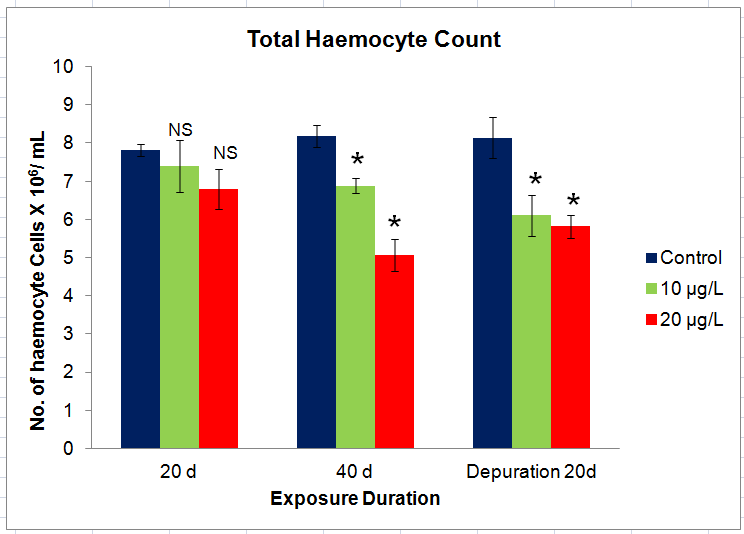 Total Haemocyte Count
No. of haemocyte Cells X 10⁶/ mL
10
9
8
7
6
5
4
3
2
1
0
NS
NS
*
*
*
*
Control
10 µg/L
20 µg/L
20 d
40 d
Depuration 20d
Exposure Duration